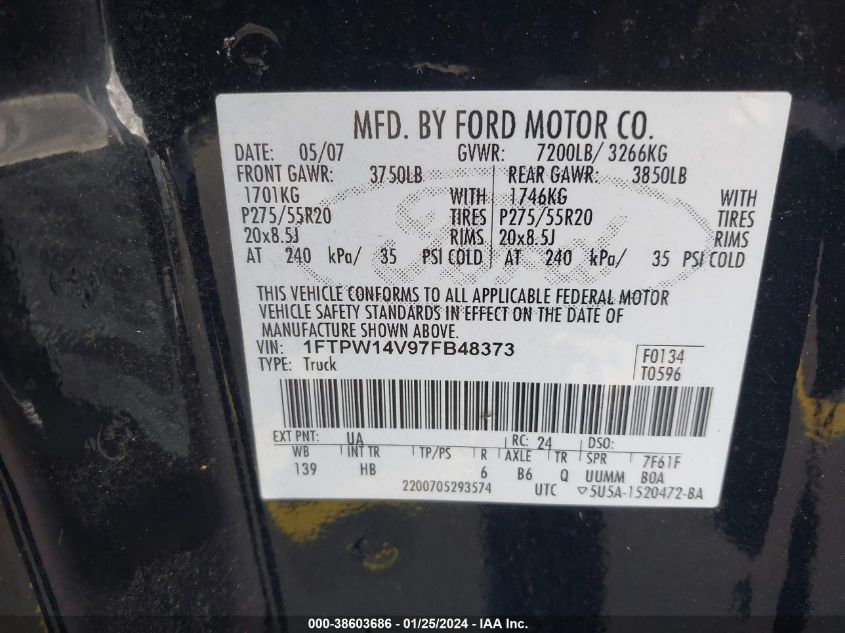 MFD. BY FORD MOTOR CO.
DATE: 05/07 GVWR: 7200LB/ 3266KG
FRONT GAWR: 3750LB REAR GAWR: 3850LB
1701KG WITH 1746KG WITH
P275/55R20 TIRES P275/55R20 TIRES
20x8.5J RIMS 20x8.5J RIMS
AT 240 kPa/ 35 PSI COLD AT 240 kPa/ 35 PSI COLD
THIS VEHICLE CONFORMS TO ALL APPLICABLE FEDERAL MOTOR
VEHICLE SAFETY STANDARDS IN EFFECT ON THE DATE OF
MANUFACTURE SHOWN ABOVE.
VIN: 1FTPW14V97FB48373 F0134
TYPE: Truck T0596
EXT PNT: UA RC: 24 DSO:
WB INT TR TP/PS R AXLE TR SPR 7F61F
139 HB 6 B6 Q UUMM BOA
2200705293574 UTC ▽5U5A-1520472-BA
000-38603686 - 01/25/2024 - IAA Inc.